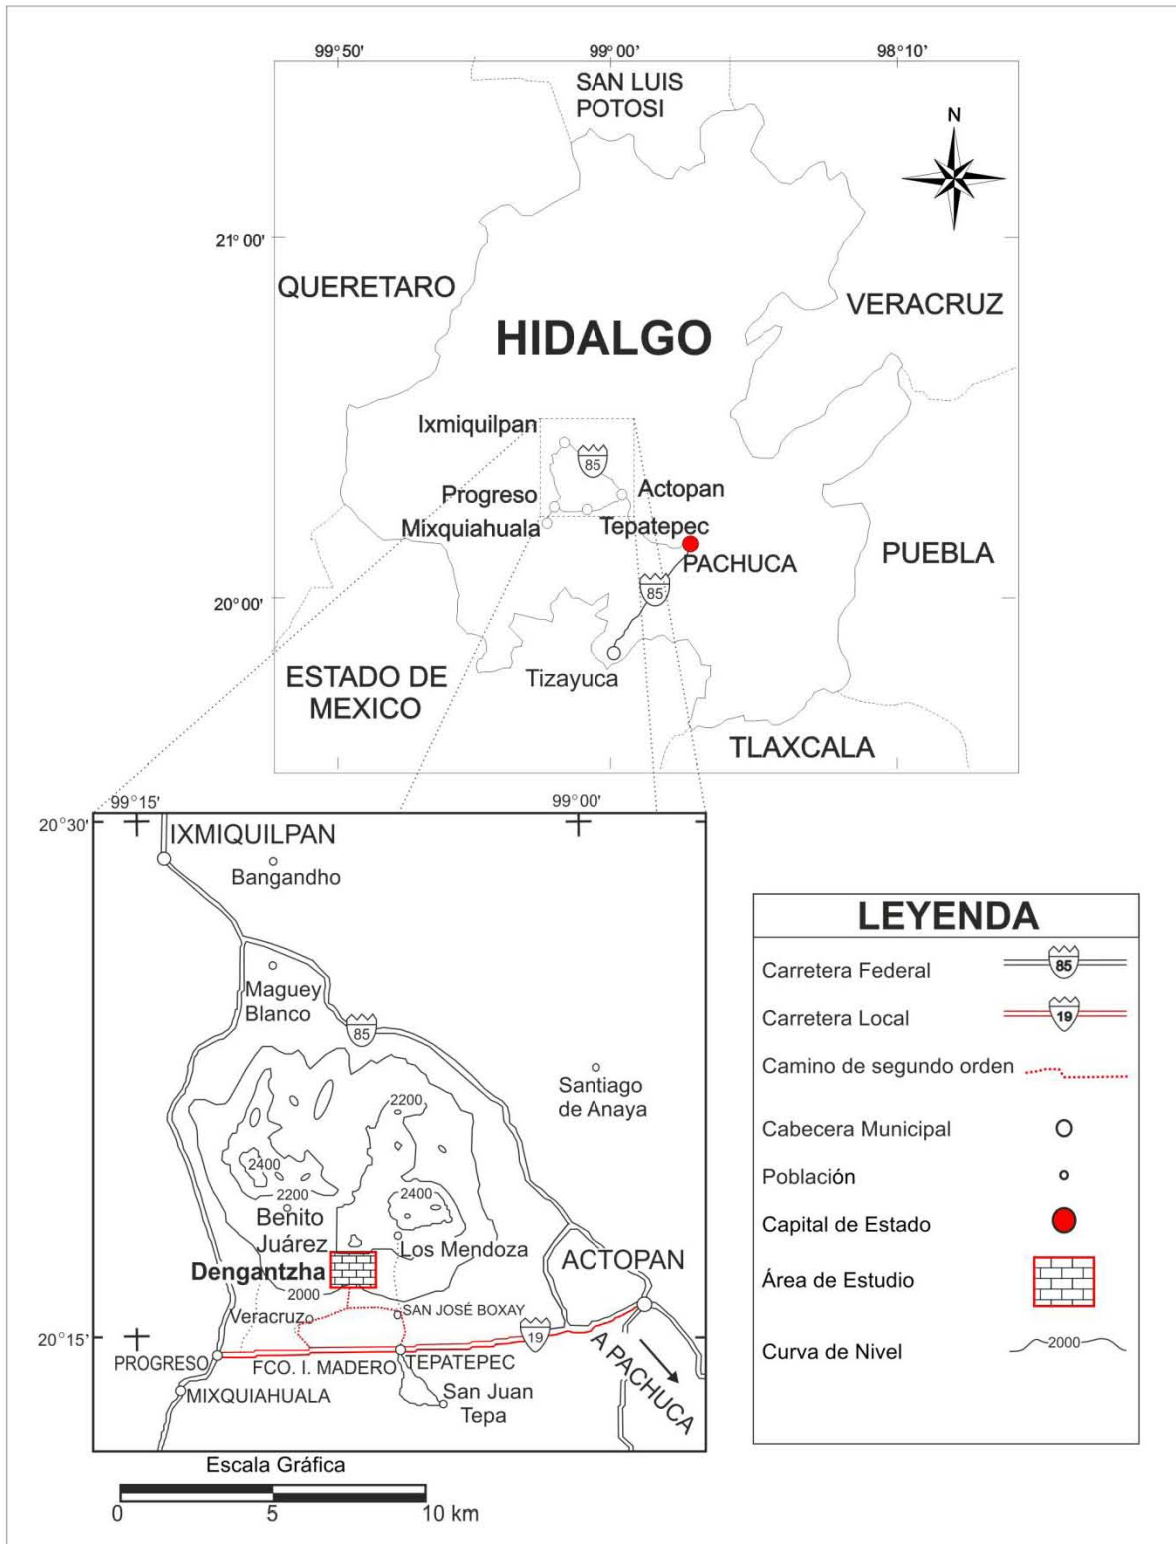 99°50'
99°00'
98°10'
SAN LUIS
POTOSI
N
21° 00'
QUERETARO
VERACRUZ
HIDALGO
Ixmiquilpan
85
Progreso
Actopan
Mixquiahuala
Tepatepec
PUEBLA
PACHUCA
85
20°00'
ESTADO DE
MEXICO
Tizayuca
TLAXCALA
99°15'
99°00'
20°30'
IXMIQUILPAN
Bangandho
Maguey
Blanco
85
Santiago
de Anaya
2200
2400
2200
2400
Benito
Juárez
Los Mendoza
ACTOPAN
Dengantzha
2000
Veracruz
SAN JOSÉ BOXAY
20°15'
19
PROGRESO
FCO. I. MADERO
TEPATEPEC
A PACHUCA
MIXQUIAHUALA
San Juan
Tepa
Escala Gráfica
0 5 10 km
LEYENDA
Carretera Federal 85
Carretera Local 19
Camino de segundo orden
Cabecera Municipal
Población
Capital de Estado
Área de Estudio
Curva de Nivel 2000